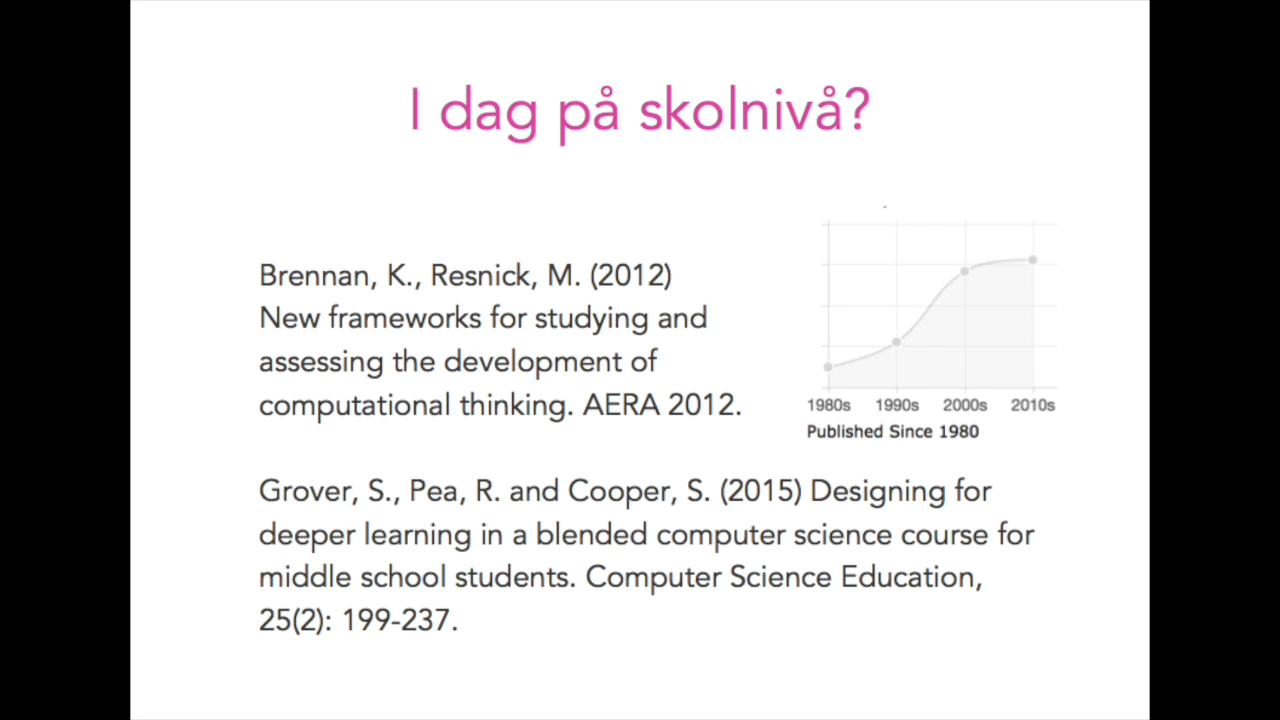 I dag på skolnivå?
Brennan, K., Resnick, M. (2012)
New frameworks for studying and
assessing the development of
computational thinking. AERA 2012.
1980s 1990s 2000s 2010s
Published Since 1980
Grover, S., Pea, R. and Cooper, S. (2015) Designing for
deeper learning in a blended computer science course for
middle school students. Computer Science Education,
25(2): 199-237.